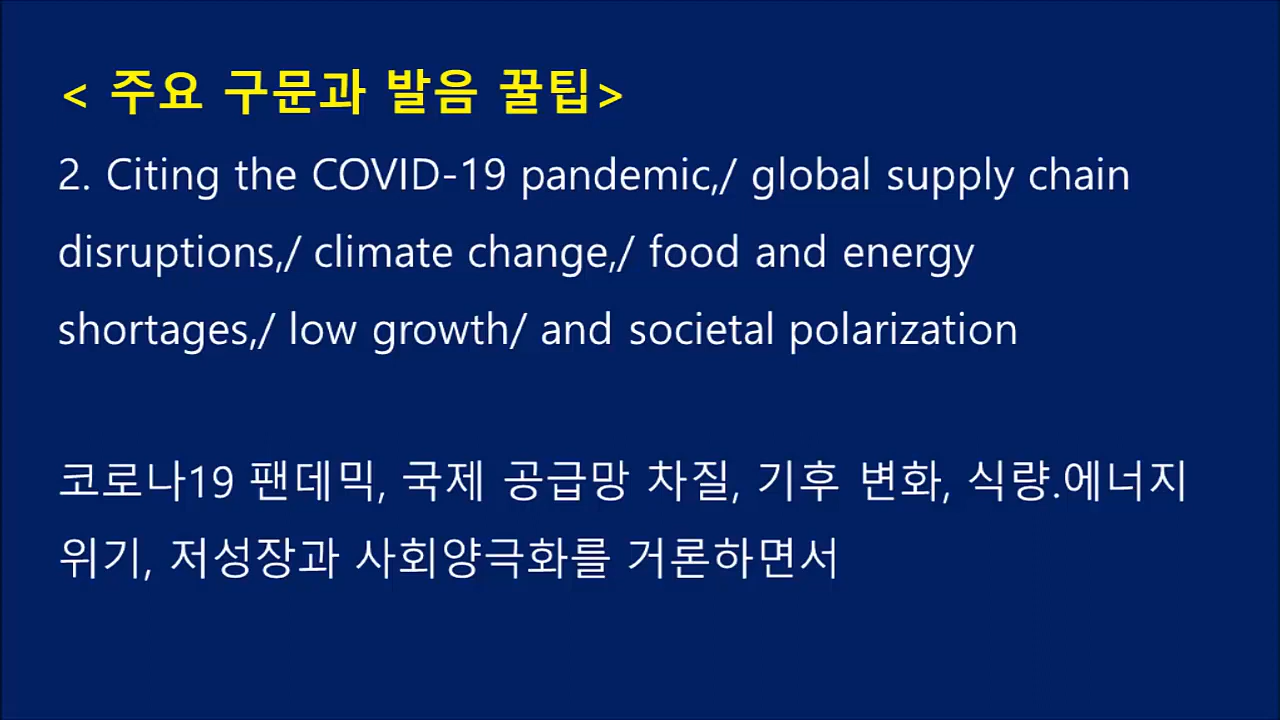 < 주요 구문과 발음 꿀팁>
2. Citing the COVID-19 pandemic,/ global supply chain
disruptions,/ climate change,/ food and energy
shortages,/ low growth/ and societal polarization
코로나19 팬데믹, 국제 공급망 차질, 기후 변화, 식량.에너지
위기, 저성장과 사회양극화를 거론하면서